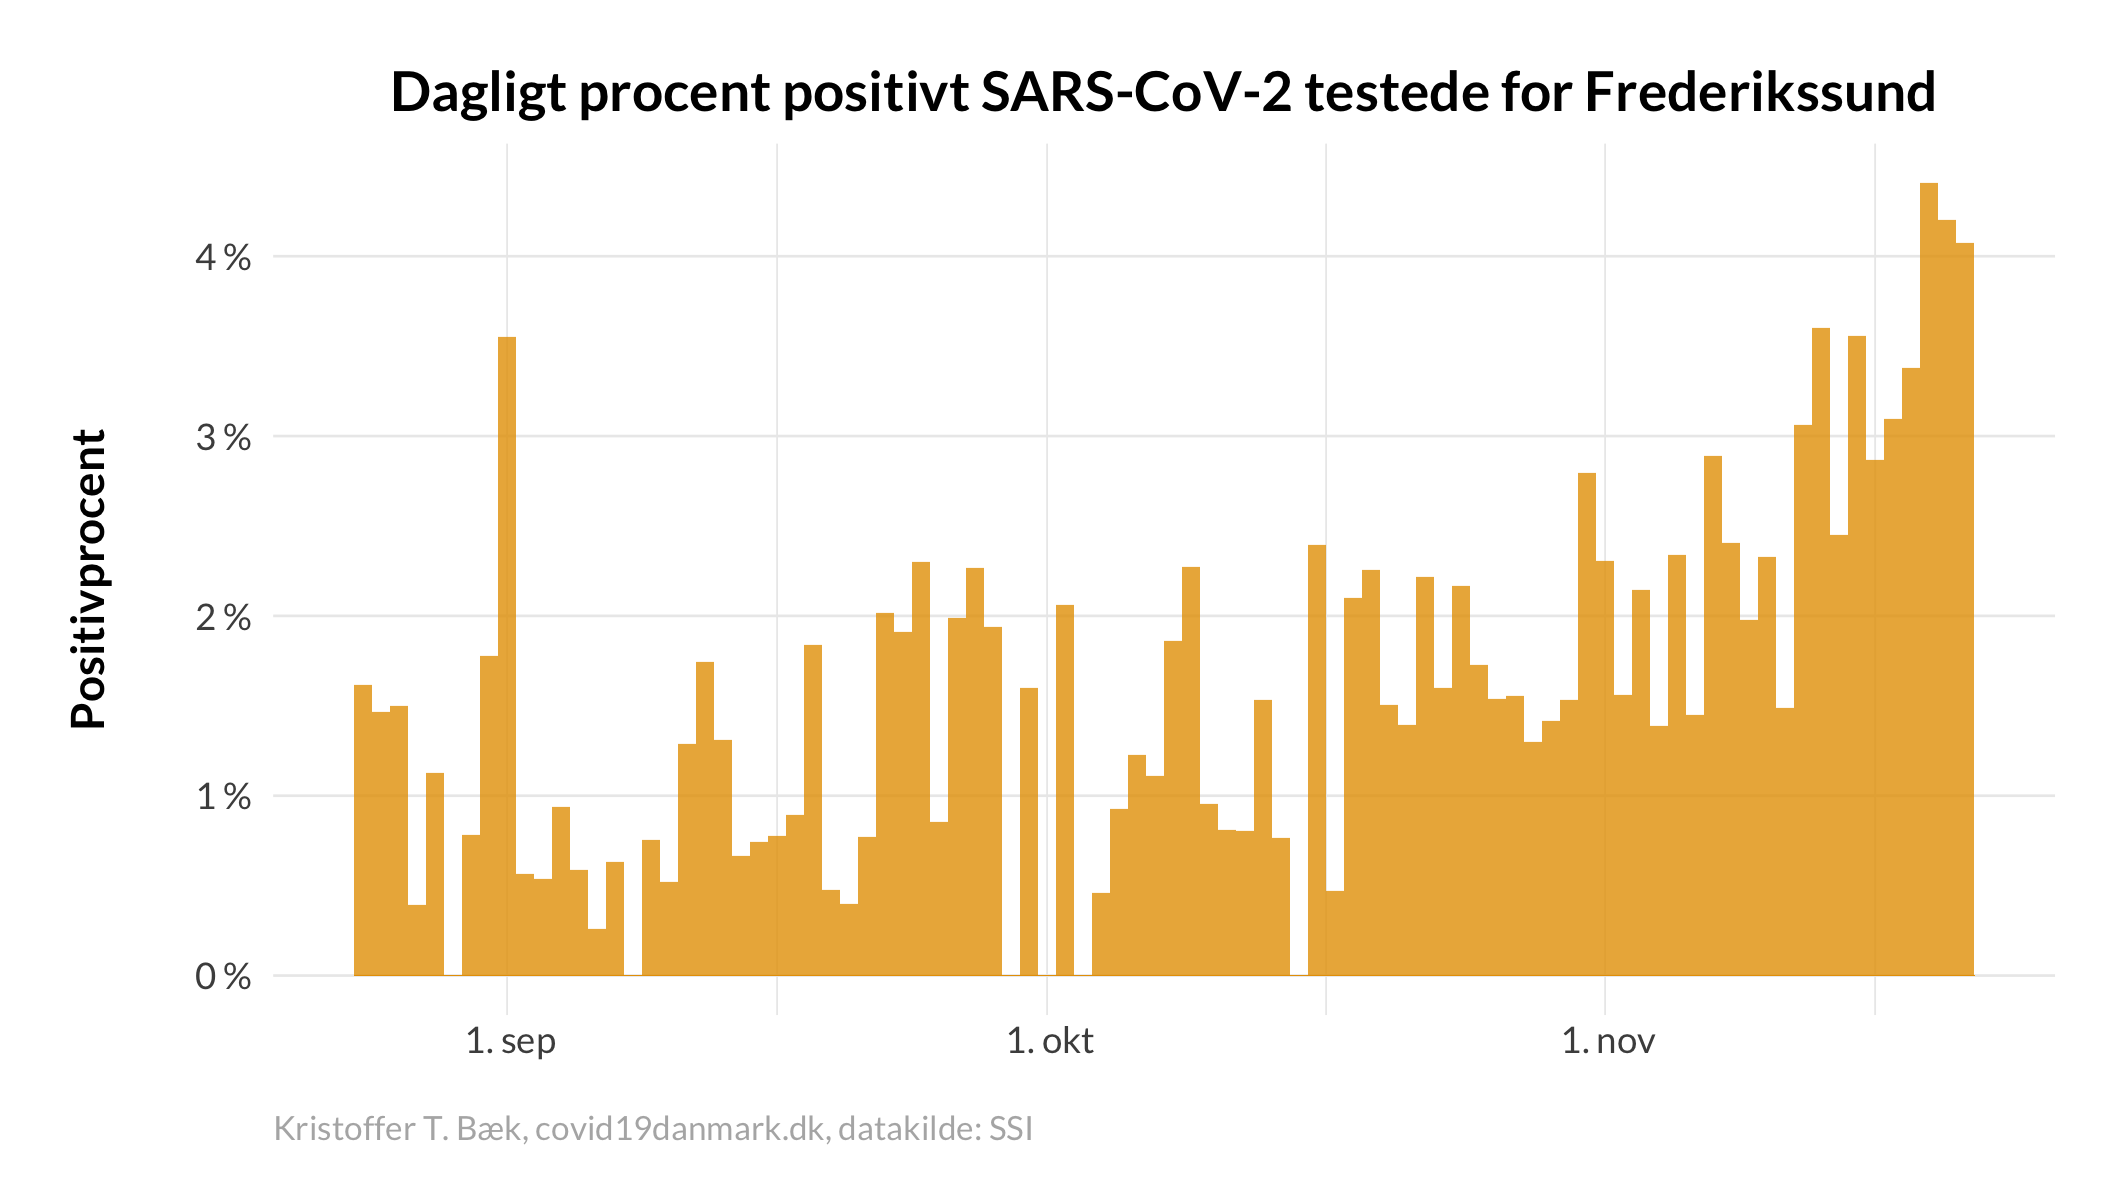 Dagligt procent positivt SARS-CoV-2 testede for Frederikssund
Positivprocent
4 %
3 %
2 %
1 %
0 %
1. sep
1. okt
1. nov
Kristoffer T. Bæk, covid19danmark.dk, datakilde: SSI